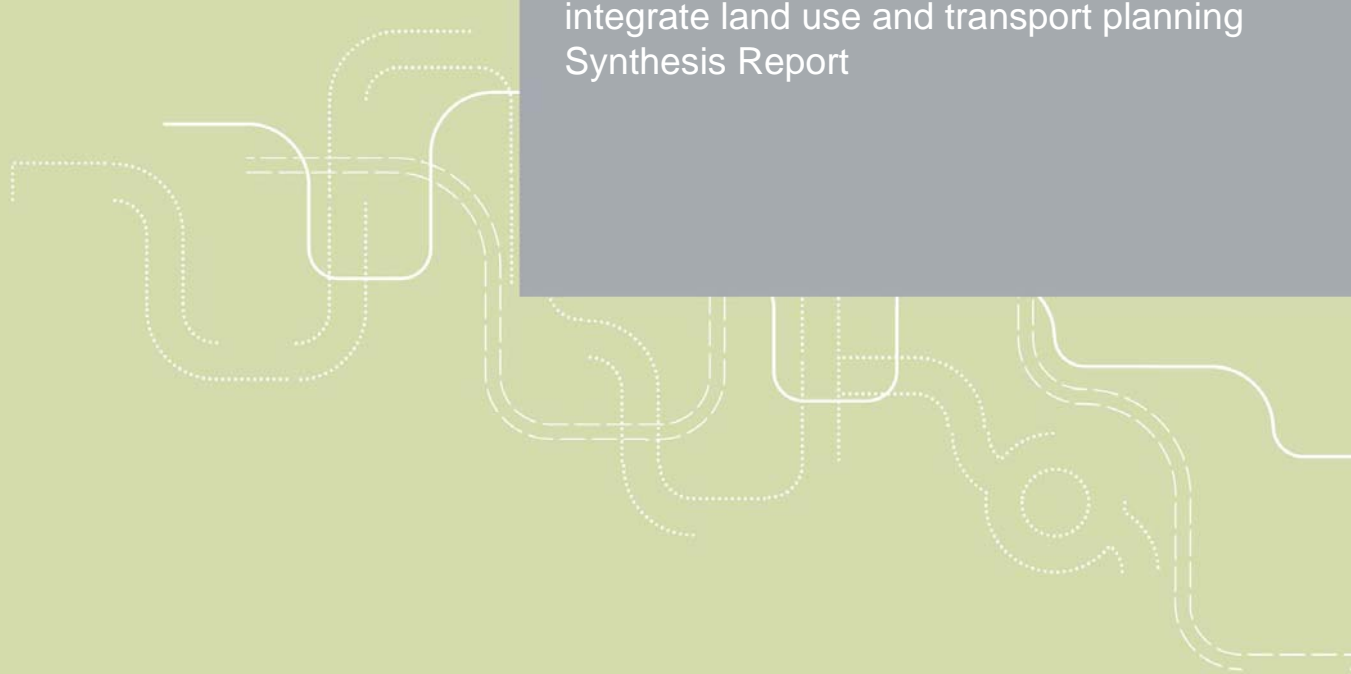 integrate land use and transport planning
Synthesis Report